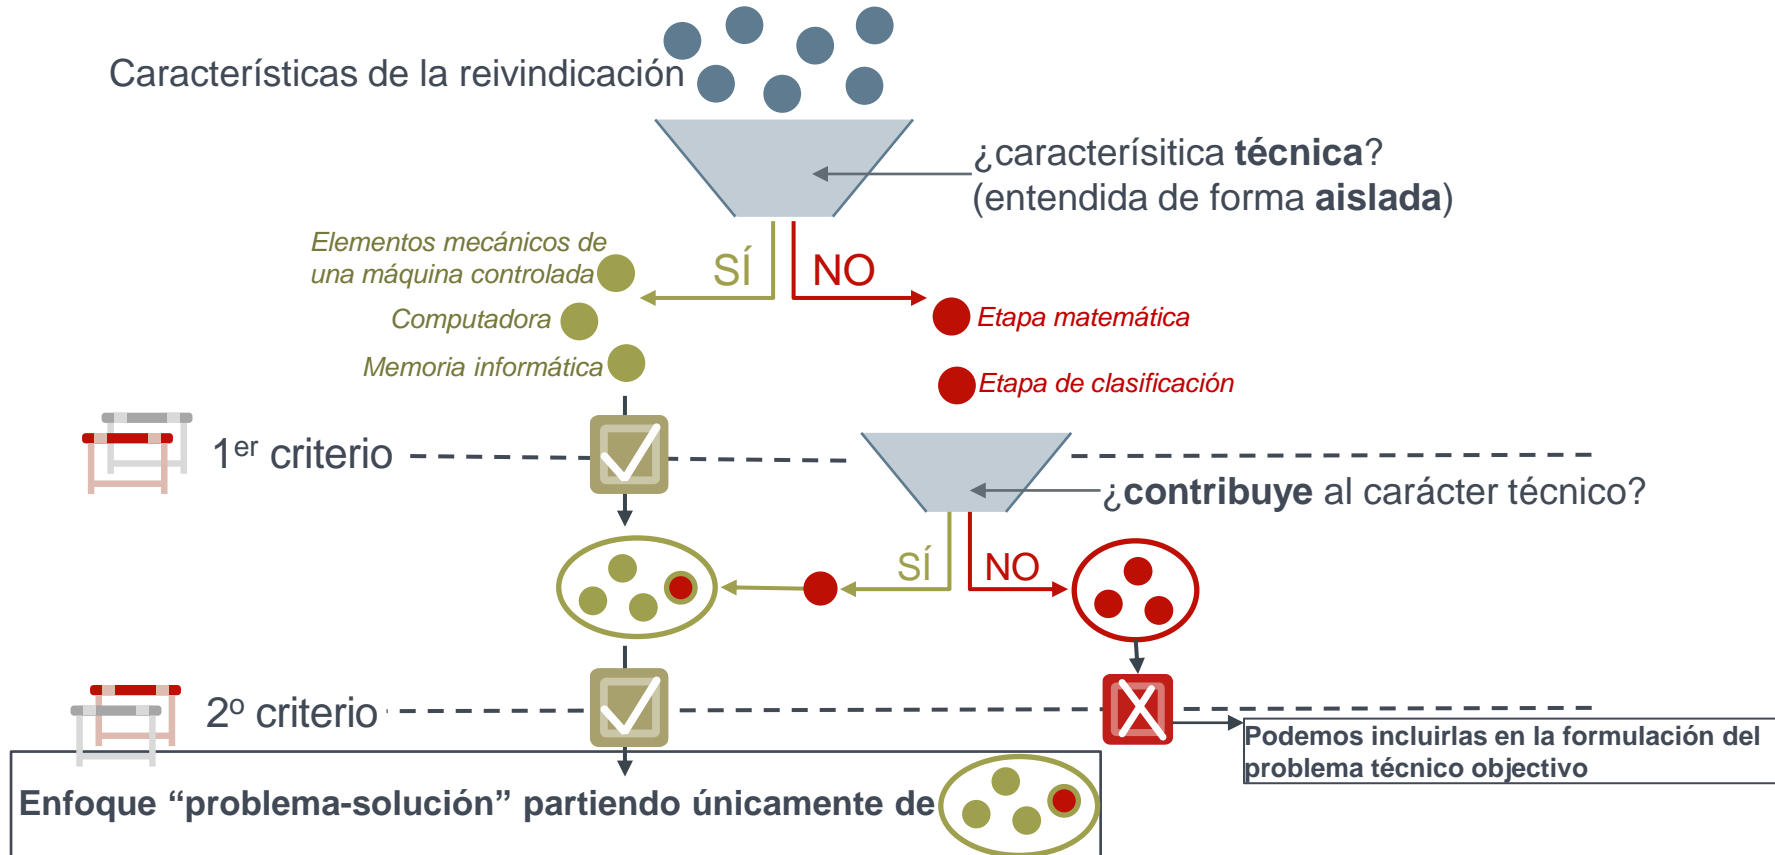 Características de la reivindicación
¿caracterísitica técnica?
(entendida de forma aislada)
Elementos mecánicos de
una máquina controlada
SÍ
NO
Computadora
Etapa matemática
Memoria informática
Etapa de clasificación
1er criterio
¿contribuye al carácter técnico?
SÍ
NO
2º criterio
Podemos incluirlas en la formulación del
problema técnico objectivo
Enfoque “problema-solución” partiendo únicamente de